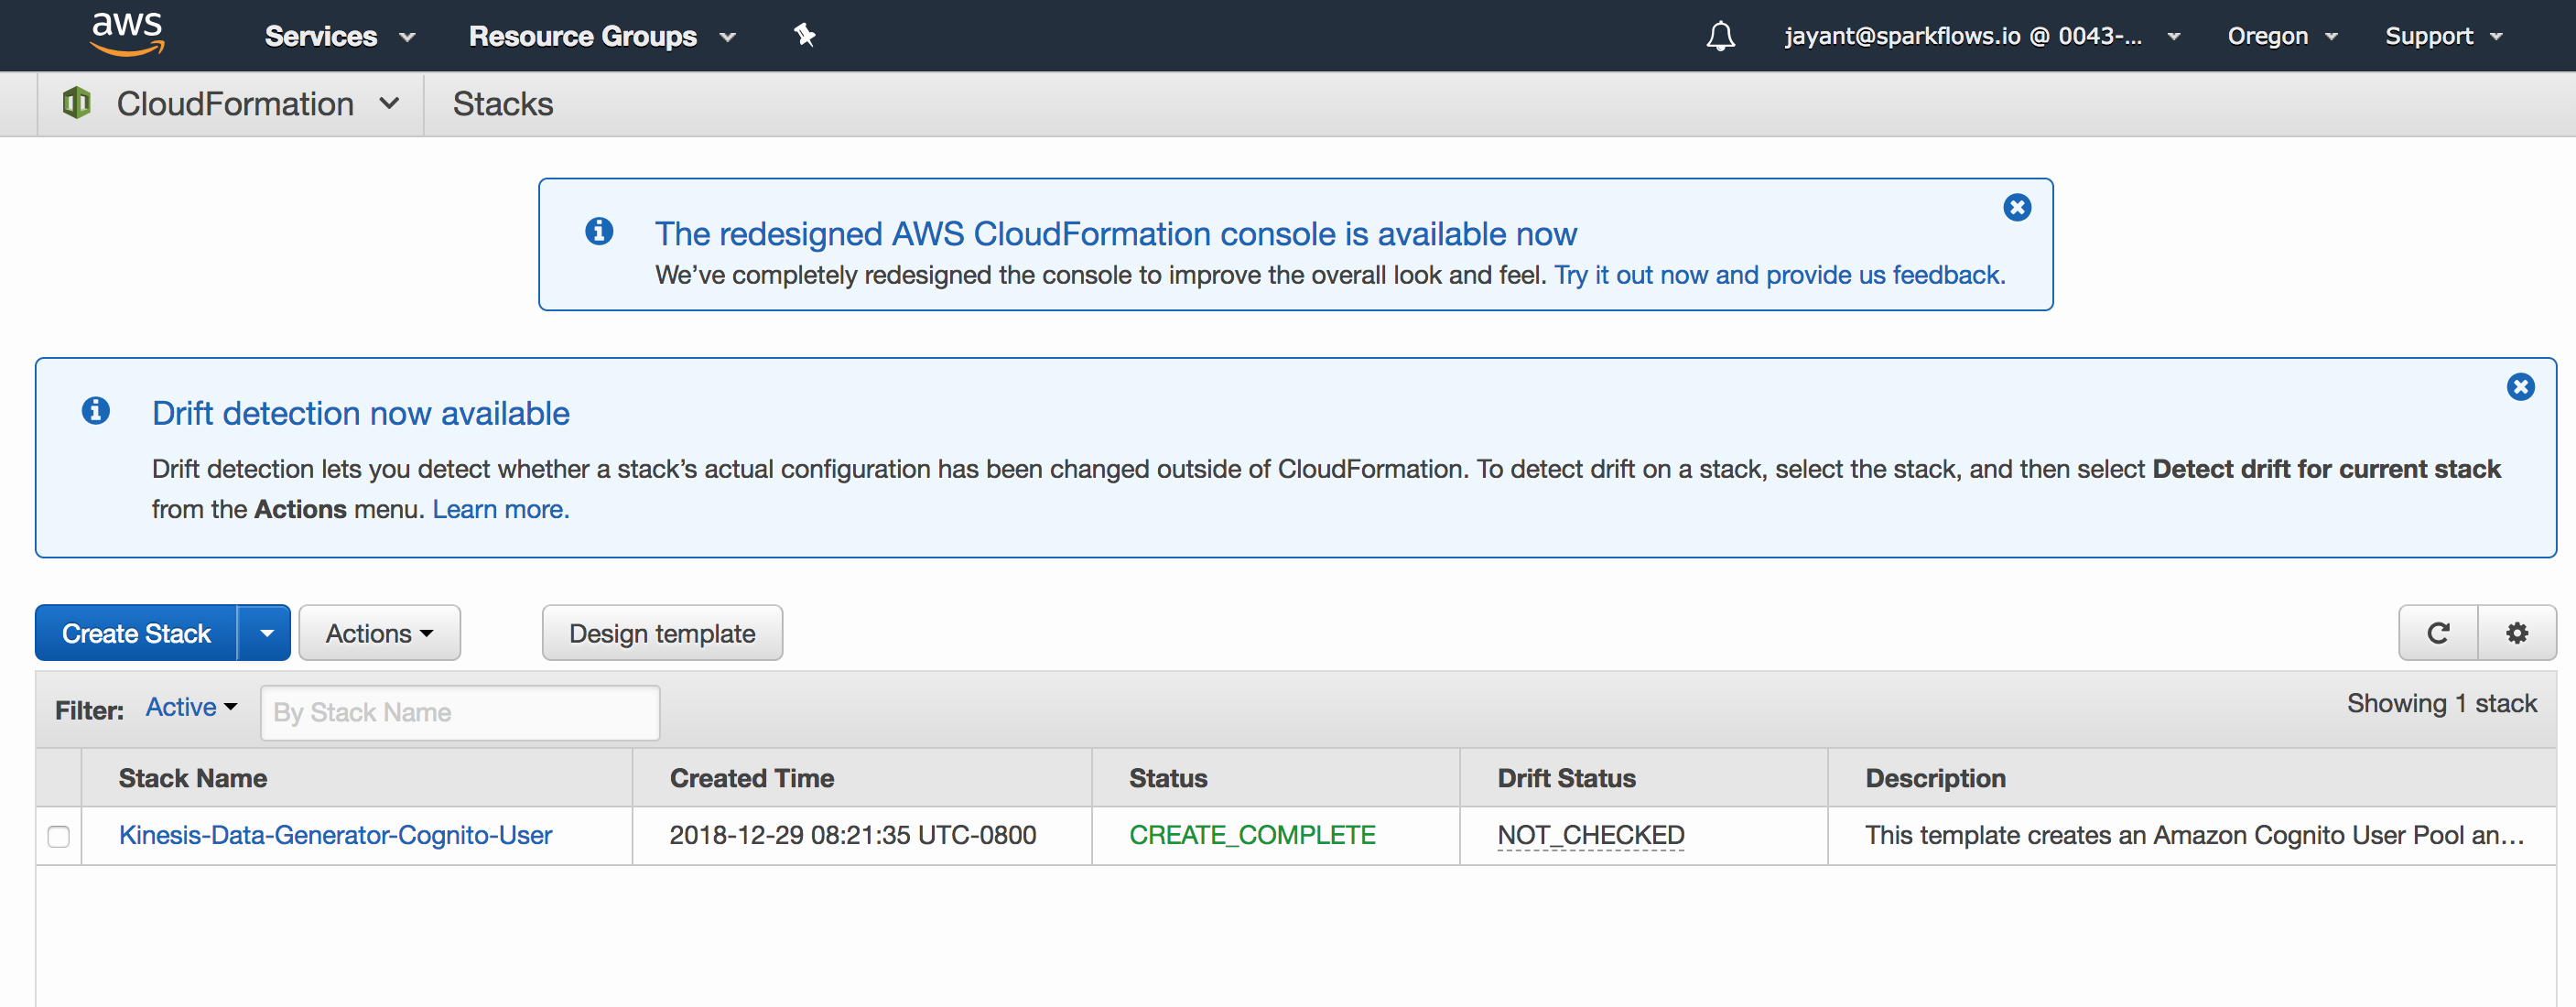 aws Services Resource Groups jayant@sparkflows.io @ 0043-... Oregon Support
CloudFormation Stacks
The redesigned AWS CloudFormation console is available now
We’ve completely redesigned the console to improve the overall look and feel. Try it out now and provide us feedback.
Drift detection now available
Drift detection lets you detect whether a stack’s actual configuration has been changed outside of CloudFormation. To detect drift on a stack, select the stack, and then select Detect drift for current stack
from the Actions menu. Learn more.
Create Stack Actions Design template
Filter: Active By Stack Name Showing 1 stack
Stack Name Created Time Status Drift Status Description
Kinesis-Data-Generator-Cognito-User 2018-12-29 08:21:35 UTC-0800 CREATE_COMPLETE NOT_CHECKED This template creates an Amazon Cognito User Pool an...